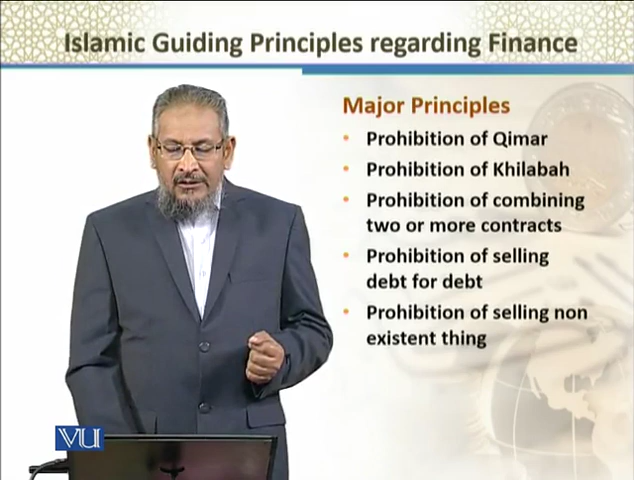 Islamic Guiding Principles regarding Finance
Major Principles
• Prohibition of Qimar
• Prohibition of Khilabah
• Prohibition of combining
two or more contracts
• Prohibition of selling
debt for debt
• Prohibition of selling non
existent thing
VU